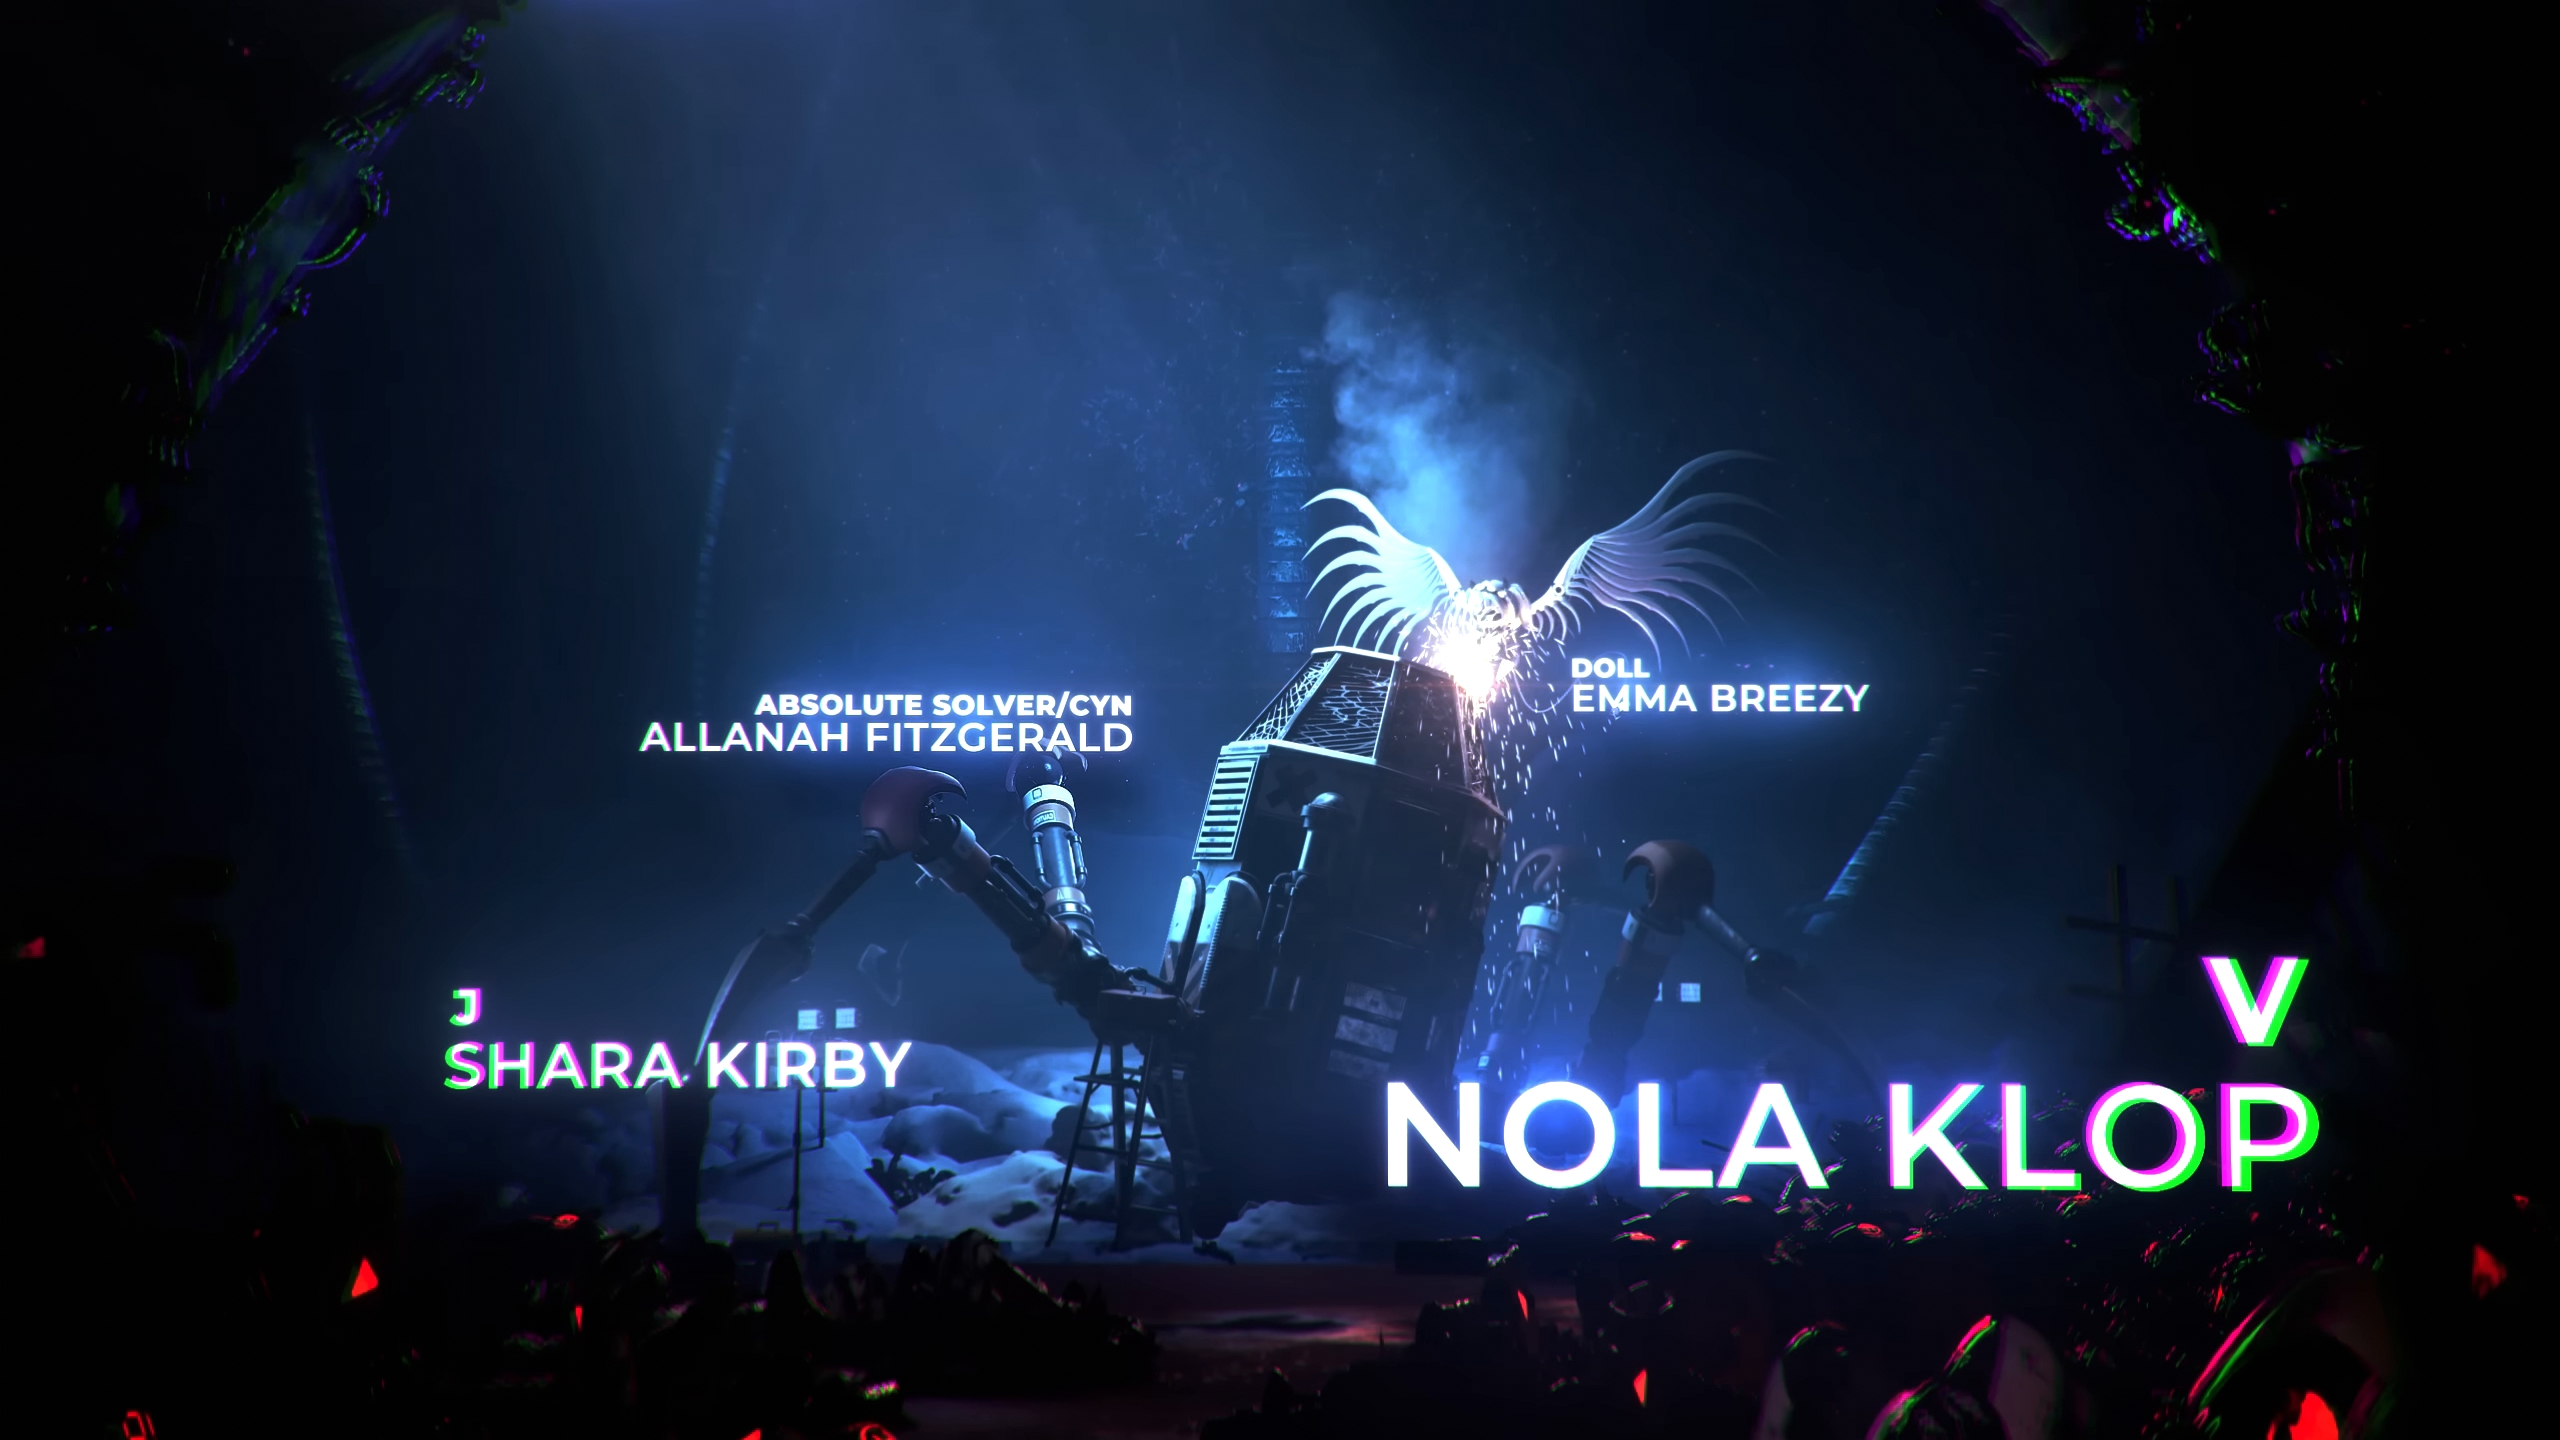 ABSOLUTE SOLVER/CYN
ALLANAH FITZGERALD
DOLL
EMMA BREEZY
J
SHARA KIRBY
V
NOLA KLOP